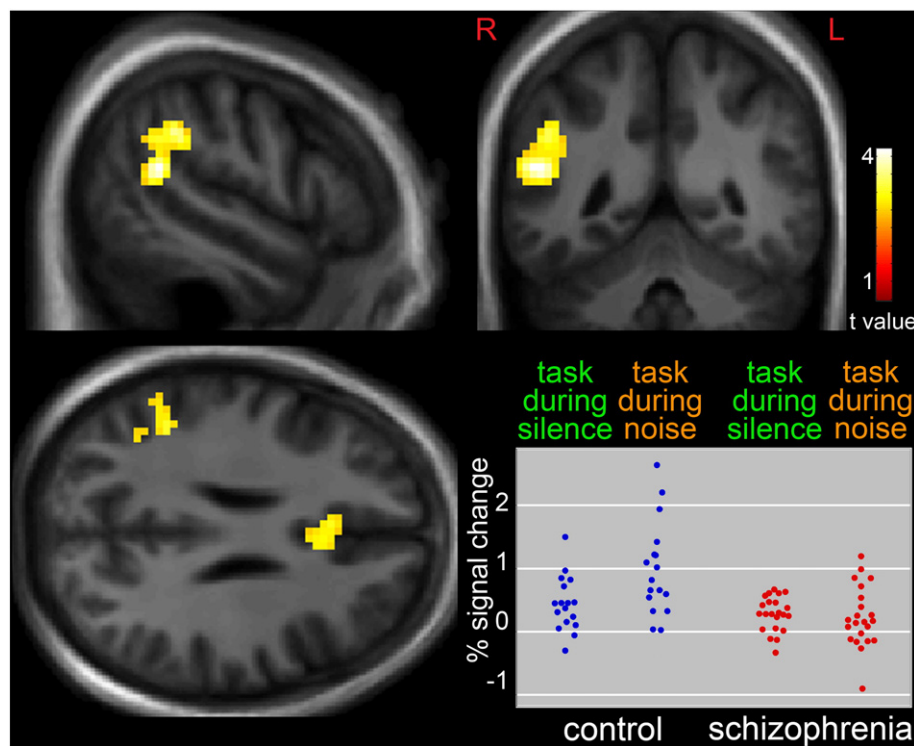 R
L
4
1
t value
task during silence
task during noise
task during silence
task during noise
% signal change
2
1
0
-1
control
schizophrenia